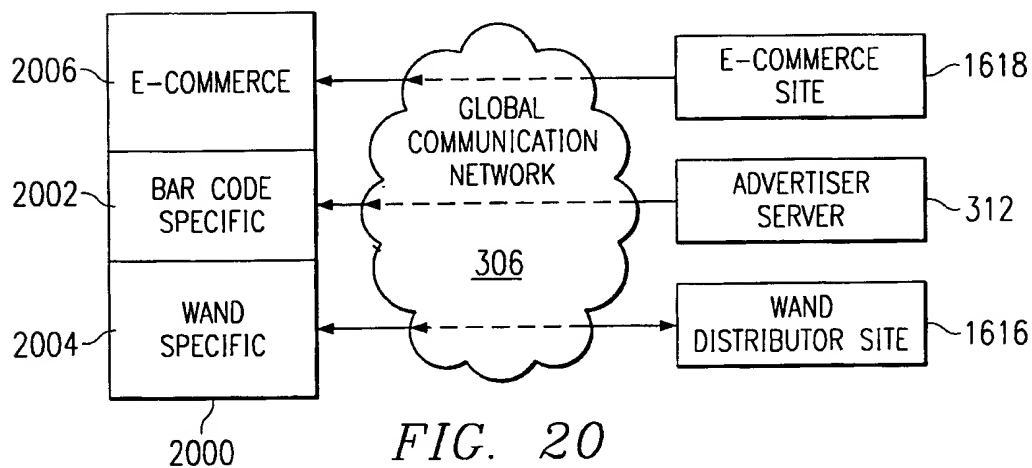 2006
E-COMMERCE
2002
BAR CODE
SPECIFIC
2004
WAND
SPECIFIC
2000
GLOBAL
COMMUNICATION
NETWORK
306
E-COMMERCE
SITE
1618
ADVERTISER
SERVER
312
WAND
DISTRIBUTOR SITE
1616
FIG. 20